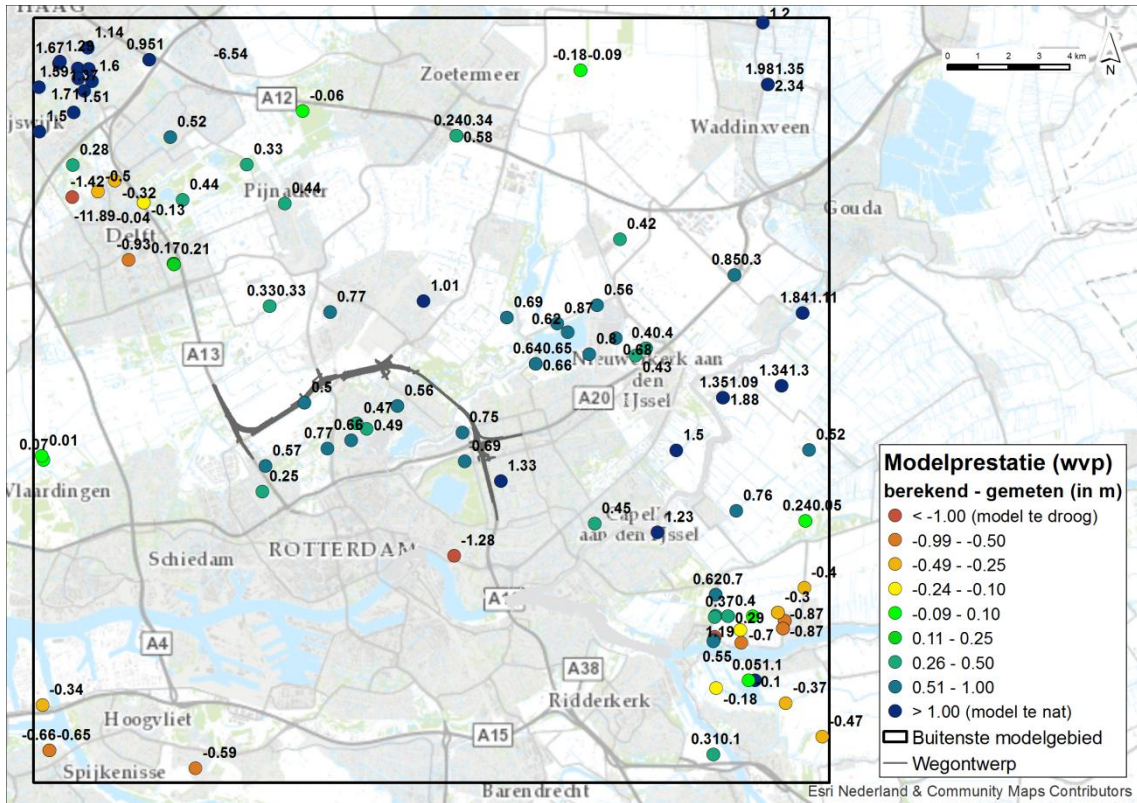 HAAG
1.14
1.2
1.67 1.29
0.951
-6.54
-0.18-0.09
1.59
1.37
1.6
Zoetermeer
1.981.35
2.34
1.71
1.51
A12
-0.06
0 1 2 4 km
N
1.5
jswijk
0.52
0.240.34
0.58
Waddinxveen
0.28
0.33
-0.5
-1.42
-0.32
0.44
Pijnacker
0.44
-0.13
-11.89
-0.04
Gouda
Delft
-0.93
0.170.21
0.42
0.850.3
0.330.33
0.77
1.01
0.69
0.56
0.87
0.62
1.841.11
A13
0.640.65
0.66
0.8
0.40.4
0.68
0.43
Nieuwerkerk aan
den
IJssel
1.341.3
1.351.09
1.88
0.5
0.56
A20
0.47
0.49
0.75
0.66
0.77
0.69
0.57
0.25
1.33
1.5
0.52
0.07
0.01
Vlaardingen
0.76
0.240.05
0.45
Capelle
aan den IJssel
1.23
Schiedam
ROTTERDAM
-1.28
-0.4
0.620.7
0.370.4
-0.3
0.29
-0.87
-0.87
1.19
-0.7
A4
A38
0.55
0.051.1
0.1
-0.18
-0.37
-0.34
Hoogvliet
Ridderkerk
-0.47
A15
-0.66-0.65
-0.59
0.310.1
Spijkenisse
Barendrecht
Modelprestatie (wvp)
berekend - gemeten (in m)
< -1.00 (model te droog)
-0.99 - -0.50
-0.49 - -0.25
-0.24 - -0.10
-0.09 - 0.10
0.11 - 0.25
0.26 - 0.50
0.51 - 1.00
> 1.00 (model te nat)
Buitenste modelgebied
Wegontwerp
Esri Nederland & Community Maps Contributors